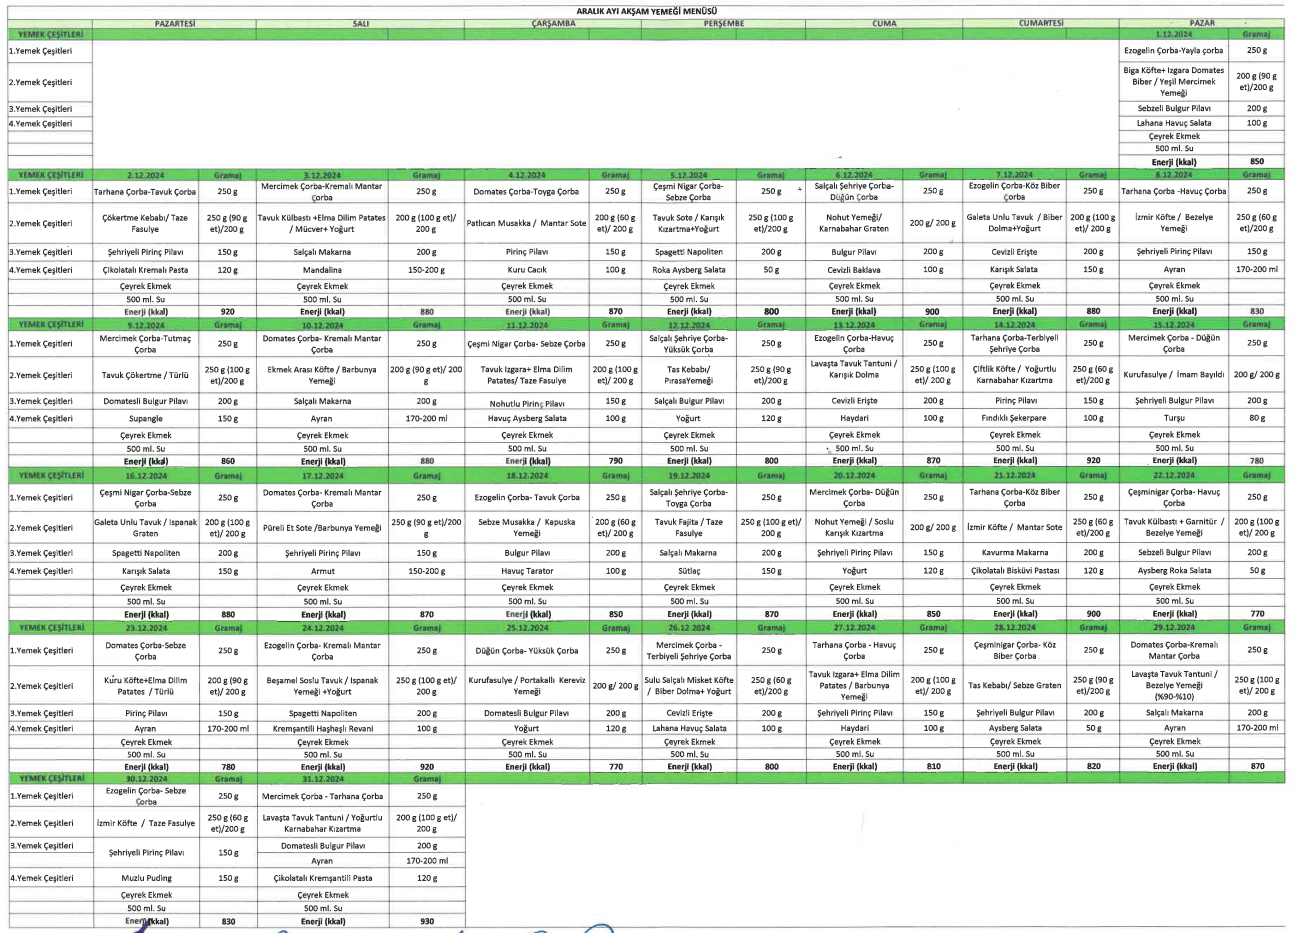 ARALIK AYI AKŞAM YEMEĞİ MENÜSÜ
PAZARTESİ SALI ÇARŞAMBA PERŞEMBE CUMA CUMARTESİ PAZAR
YEMEK ÇEŞİTLERİ 1.12.2024 Gramaj
1.Yemek Çeşitleri Ezogelin Çorba-Yayla çorba 250 g
2.Yemek Çeşitleri Biga Köfte+ Izgara Domates Biber / Yeşil Mercimek Yemeği 200 g (90 g et)/200 g
3.Yemek Çeşitleri Sebzeli Bulgur Pilavı 200 g
4.Yemek Çeşitleri Lahana Havuç Salata 100 g
Çeyrek Ekmek
500 ml. Su
Enerji (kkal) 850
YEMEK ÇEŞİTLERİ 2.12.2024 Gramaj 3.12.2024 Gramaj 4.12.2024 Gramaj 5.12.2024 Gramaj 6.12.2024 Gramaj 7.12.2024 Gramaj 8.12.2024 Gramaj
1.Yemek Çeşitleri Tarhana Çorba-Tavuk Çorba 250 g Mercimek Çorba-Kremalı Mantar Çorba 250 g Domates Çorba-Toyga Çorba 250 g Çeşmi Nigar Çorba-Sebze Çorba 250 g Salçalı Şehriye Çorba-Düğün Çorba 250 g Ezogelin Çorba-Köz Biber Çorba 250 g Tarhana Çorba -Havuç Çorba 250 g
2.Yemek Çeşitleri Çökertme Kebabı/ Taze Fasulye 250 g (90 g et)/200 g Tavuk Külbastı +Elma Dilim Patates / Mücver+ Yoğurt 200 g (100 g et)/ 200 g Patlıcan Musakka / Mantar Sote 200 g (60 g et)/ 200 g Tavuk Sote / Karışık Kızartma+Yoğurt 250 g (100 g et)/200 g Nohut Yemeği/ Karnabahar Graten 200 g/ 200 g Galeta Unlu Tavuk / Biber Dolma+Yoğurt 200 g (100 g et)/ 200 g İzmir Köfte / Bezelye Yemeği 250 g (60 g et)/200 g
3.Yemek Çeşitleri Şehriyeli Pirinç Pilavı 150 g Salçalı Makarna 200 g Pirinç Pilavı 150 g Spagetti Napoliten 200 g Bulgur Pilavı 200 g Cevizli Erişte 200 g Şehriyeli Pirinç Pilavı 150 g
4.Yemek Çeşitleri Çikolatalı Kremalı Pasta 120 g Mandalina 150-200 g Kuru Cacık 100 g Roka Aysberg Salata 50 g Cevizli Baklava 100 g Karışık Salata 150 g Ayran 170-200 ml
Çeyrek Ekmek Çeyrek Ekmek Çeyrek Ekmek Çeyrek Ekmek Çeyrek Ekmek Çeyrek Ekmek Çeyrek Ekmek
500 ml. Su 500 ml. Su 500 ml. Su 500 ml. Su 500 ml. Su 500 ml. Su 500 ml. Su
Enerji (kkal) 920 Enerji (kkal) 880 Enerji (kkal) 870 Enerji (kkal) 800 Enerji (kkal) 900 Enerji (kkal) 880 Enerji (kkal) 830
YEMEK ÇEŞİTLERİ 9.12.2024 Gramaj 10.12.2024 Gramaj 11.12.2024 Gramaj 12.12.2024 Gramaj 13.12.2024 Gramaj 14.12.2024 Gramaj 15.12.2024 Gramaj
1.Yemek Çeşitleri Mercimek Çorba-Tutmaç Çorba 250 g Domates Çorba- Kremalı Mantar Çorba 250 g Çeşmi Nigar Çorba- Sebze Çorba 250 g Salçalı Şehriye Çorba-Yüksük Çorba 250 g Ezogelin Çorba-Havuç Çorba 250 g Tarhana Çorba-Terbiyeli Şehriye Çorba 250 g Mercimek Çorba - Düğün Çorba 250 g
2.Yemek Çeşitleri Tavuk Çökertme / Türlü 250 g (100 g et)/200 g Ekmek Arası Köfte / Barbunya Yemeği 200 g (90 g et)/ 200 g Tavuk Izgara+ Elma Dilim Patates/ Taze Fasulye 200 g (100 g et)/ 200 g Tas Kebabı/ PırasaYemeği 250 g (90 g et)/200 g Lavaşta Tavuk Tantuni / Karışık Dolma 200 g (100 g et)/ 200 g Çiftlik Köfte / Yoğurtlu Karnabahar Kızartma 250 g (60 g et)/200 g Kurufasulye / İmam Bayıldı 200 g/ 200 g
3.Yemek Çeşitleri Domatesli Bulgur Pilavı 200 g Salçalı Makarna 200 g Nohutlu Pirinç Pilavı 150 g Salçalı Bulgur Pilavı 200 g Cevizli Erişte 200 g Pirinç Pilavı 150 g Şehriyeli Bulgur Pilavı 200 g
4.Yemek Çeşitleri Supangle 150 g Ayran 170-200 ml Havuç Aysberg Salata 100 g Yoğurt 120 g Haydari 100 g Fındıklı Şekerpare 100 g Turşu 80 g
Çeyrek Ekmek Çeyrek Ekmek Çeyrek Ekmek Çeyrek Ekmek Çeyrek Ekmek Çeyrek Ekmek Çeyrek Ekmek
500 ml. Su 500 ml. Su 500 ml. Su 500 ml. Su 500 ml. Su 500 ml. Su 500 ml. Su
Enerji (kkal) 860 Enerji (kkal) 880 Enerji (kkal) 790 Enerji (kkal) 800 Enerji (kkal) 870 Enerji (kkal) 920 Enerji (kkal) 780
YEMEK ÇEŞİTLERİ 16.12.2024 Gramaj 17.12.2024 Gramaj 18.12.2024 Gramaj 19.12.2024 Gramaj 20.12.2024 Gramaj 21.12.2024 Gramaj 22.12.2024 Gramaj
1.Yemek Çeşitleri Çeşmi Nigar Çorba-Sebze Çorba 250 g Domates Çorba- Kremalı Mantar Çorba 250 g Ezogelin Çorba- Tavuk Çorba 250 g Salçalı Şehriye Çorba-Toyga Çorba 250 g Mercimek Çorba- Düğün Çorba 250 g Tarhana Çorba-Köz Biber Çorba 250 g Çeşminigar Çorba- Havuç Çorba 250 g
2.Yemek Çeşitleri Galeta Unlu Tavuk / Ispanak Graten 200 g (100 g et)/ 200 g Püreli Et Sote /Barbunya Yemeği 250 g (90 g et)/200 g Sebze Musakka / Kapuska Yemeği 200 g (60 g et)/ 200 g Tavuk Fajita / Taze Fasulye 250 g (100 g et)/ 200 g Nohut Yemeği / Soslu Karışık Kızartma 200 g/ 200 g İzmir Köfte / Mantar Sote 250 g (60 g et)/200 g Tavuk Külbastı + Garnitür / Bezelye Yemeği 200 g (100 g et)/ 200 g
3.Yemek Çeşitleri Spagetti Napoliten 200 g Şehriyeli Pirinç Pilavı 150 g Bulgur Pilavı 200 g Salçalı Makarna 200 g Şehriyeli Pirinç Pilavı 150 g Kavurma Makarna 200 g Sebzeli Bulgur Pilavı 200 g
4.Yemek Çeşitleri Karışık Salata 150 g Armut 150-200 g Havuç Tarator 100 g Sütlaç 150 g Yoğurt 120 g Çikolatalı Bisküvi Pastası 120 g Aysberg Roka Salata 50 g
Çeyrek Ekmek Çeyrek Ekmek Çeyrek Ekmek Çeyrek Ekmek Çeyrek Ekmek Çeyrek Ekmek Çeyrek Ekmek
500 ml. Su 500 ml. Su 500 ml. Su 500 ml. Su 500 ml. Su 500 ml. Su 500 ml. Su
Enerji (kkal) 880 Enerji (kkal) 870 Enerji (kkal) 850 Enerji (kkal) 870 Enerji (kkal) 850 Enerji (kkal) 900 Enerji (kkal) 770
YEMEK ÇEŞİTLERİ 23.12.2024 Gramaj 24.12.2024 Gramaj 25.12.2024 Gramaj 26.12.2024 Gramaj 27.12.2024 Gramaj 28.12.2024 Gramaj 29.12.2024 Gramaj
1.Yemek Çeşitleri Domates Çorba-Sebze Çorba 250 g Ezogelin Çorba- Kremalı Mantar Çorba 250 g Düğün Çorba- Yüksük Çorba 250 g Mercimek Çorba - Terbiyeli Şehriye Çorba 250 g Tarhana Çorba - Havuç Çorba 250 g Çeşminigar Çorba- Köz Biber Çorba 250 g Domates Çorba-Kremalı Mantar Çorba 250 g
2.Yemek Çeşitleri Kuru Köfte+Elma Dilim Patates / Türlü 200 g (90 g et)/ 200 g Beşamel Soslu Tavuk / Ispanak Yemeği +Yoğurt 200 g (100 g et)/ 200 g Kurufasulye / Portakallı Kereviz Yemeği 200 g/ 200 g Sulu Salçalı Misket Köfte / Biber Dolma+ Yoğurt 250 g (60 g et)/200 g Tavuk Izgara+ Elma Dilim Patates / Barbunya Yemeği 200 g (100 g et)/ 200 g Tas Kebabı/ Sebze Graten 250 g (90 g et)/200 g Lavaşta Tavuk Tantuni / Bezelye Yemeği (%90-%10) 200 g (100 g et)/ 200 g
3.Yemek Çeşitleri Pirinç Pilavı 150 g Spagetti Napoliten 200 g Domatesli Bulgur Pilavı 200 g Cevizli Erişte 200 g Şehriyeli Pirinç Pilavı 150 g Şehriyeli Bulgur Pilavı 200 g Salçalı Makarna 200 g
4.Yemek Çeşitleri Ayran 170-200 ml Kremşantili Haşhaşlı Revani 100 g Yoğurt 120 g Lahana Havuç Salata 100 g Haydari 100 g Aysberg Salata 50 g Ayran 170-200 ml
Çeyrek Ekmek Çeyrek Ekmek Çeyrek Ekmek Çeyrek Ekmek Çeyrek Ekmek Çeyrek Ekmek Çeyrek Ekmek
500 ml. Su 500 ml. Su 500 ml. Su 500 ml. Su 500 ml. Su 500 ml. Su 500 ml. Su
Enerji (kkal) 780 Enerji (kkal) 920 Enerji (kkal) 770 Enerji (kkal) 800 Enerji (kkal) 810 Enerji (kkal) 820 Enerji (kkal) 870
YEMEK ÇEŞİTLERİ 30.12.2024 Gramaj 31.12.2024 Gramaj
1.Yemek Çeşitleri Ezogelin Çorba- Sebze Çorba 250 g Mercimek Çorba - Tarhana Çorba 250 g
2.Yemek Çeşitleri İzmir Köfte / Taze Fasulye 250 g (60 g et)/200 g Lavaşta Tavuk Tantuni / Yoğurtlu Karnabahar Kızartma 200 g (100 g et)/ 200 g
3.Yemek Çeşitleri Şehriyeli Pirinç Pilavı 150 g Domatesli Bulgur Pilavı 200 g
Ayran 170-200 ml
4.Yemek Çeşitleri Muzlu Puding 150 g Çikolatalı Kremşantili Pasta 120 g
Çeyrek Ekmek Çeyrek Ekmek
500 ml. Su 500 ml. Su
Enerji (kkal) 830 Enerji (kkal) 930